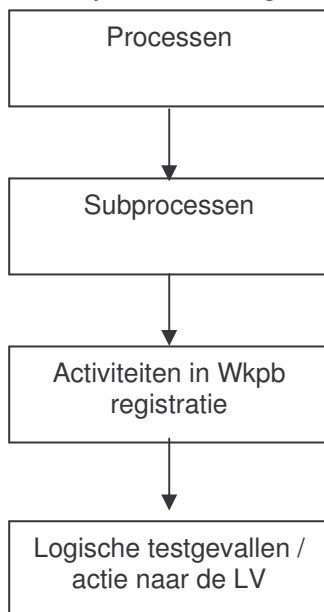 Processen
Subprocessen
Activiteiten in Wkpb
registratie
Logische testgevallen /
actie naar de LV